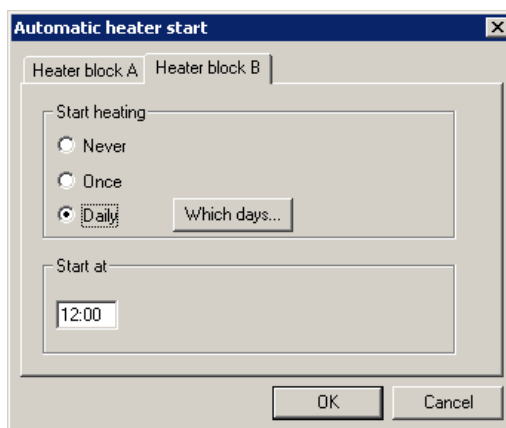 Automatic heater start
Heater block A Heater block B
Start heating
Never
Once
Daily Which days...
Start at
12:00
OK Cancel